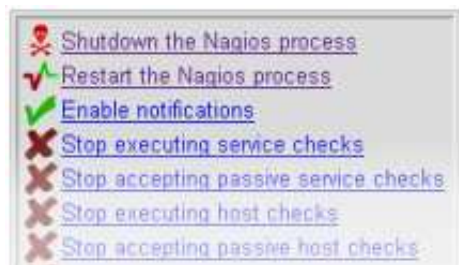 Shutdown the Nagios process
Restart the Nagios process
Enable notifications
Stop executing service checks
Stop accepting passive service checks
Stop executing host checks
Stop accepting passive host checks